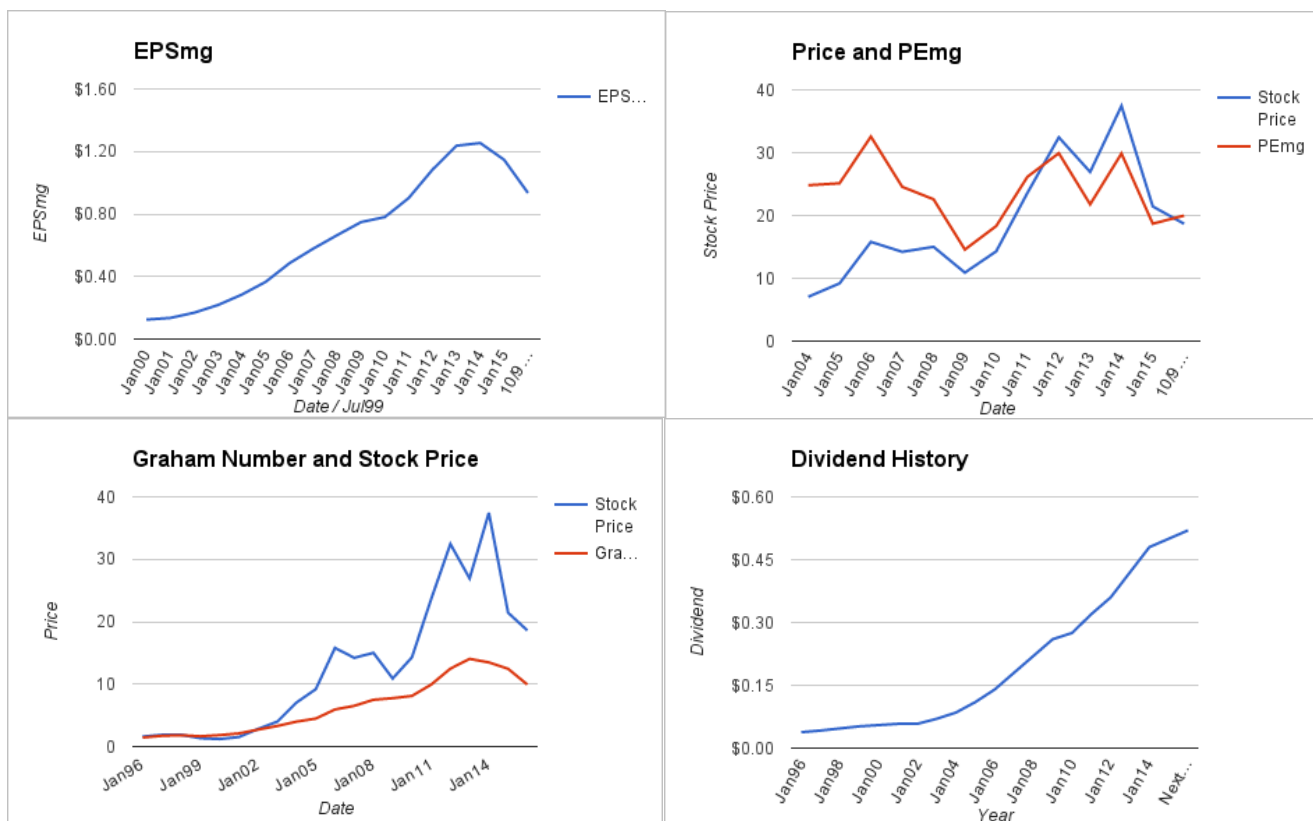 EPSmg
$1.60
$1.20
$0.80
$0.40
$0.00
EPSmg
EPS...
Jan00
Jan01
Jan02
Jan03
Jan04
Jan05
Jan06
Jan07
Jan08
Jan09
Jan10
Jan11
Jan12
Jan13
Jan14
Jan15
10/9...
Date / Jul99
Price and PEmg
40
30
20
10
0
Stock Price
Stock
Price
PEmg
Jan04
Jan05
Jan06
Jan07
Jan08
Jan09
Jan10
Jan11
Jan12
Jan13
Jan14
Jan15
10/9...
Date
Graham Number and Stock Price
40
30
20
10
0
Price
Stock
Price
Gra...
Jan96
Jan99
Jan02
Jan05
Jan08
Jan11
Jan14
Date
Dividend History
$0.60
$0.45
$0.30
$0.15
$0.00
Dividend
Jan96
Jan98
Jan00
Jan02
Jan04
Jan06
Jan08
Jan10
Jan12
Jan14
Next...
Year